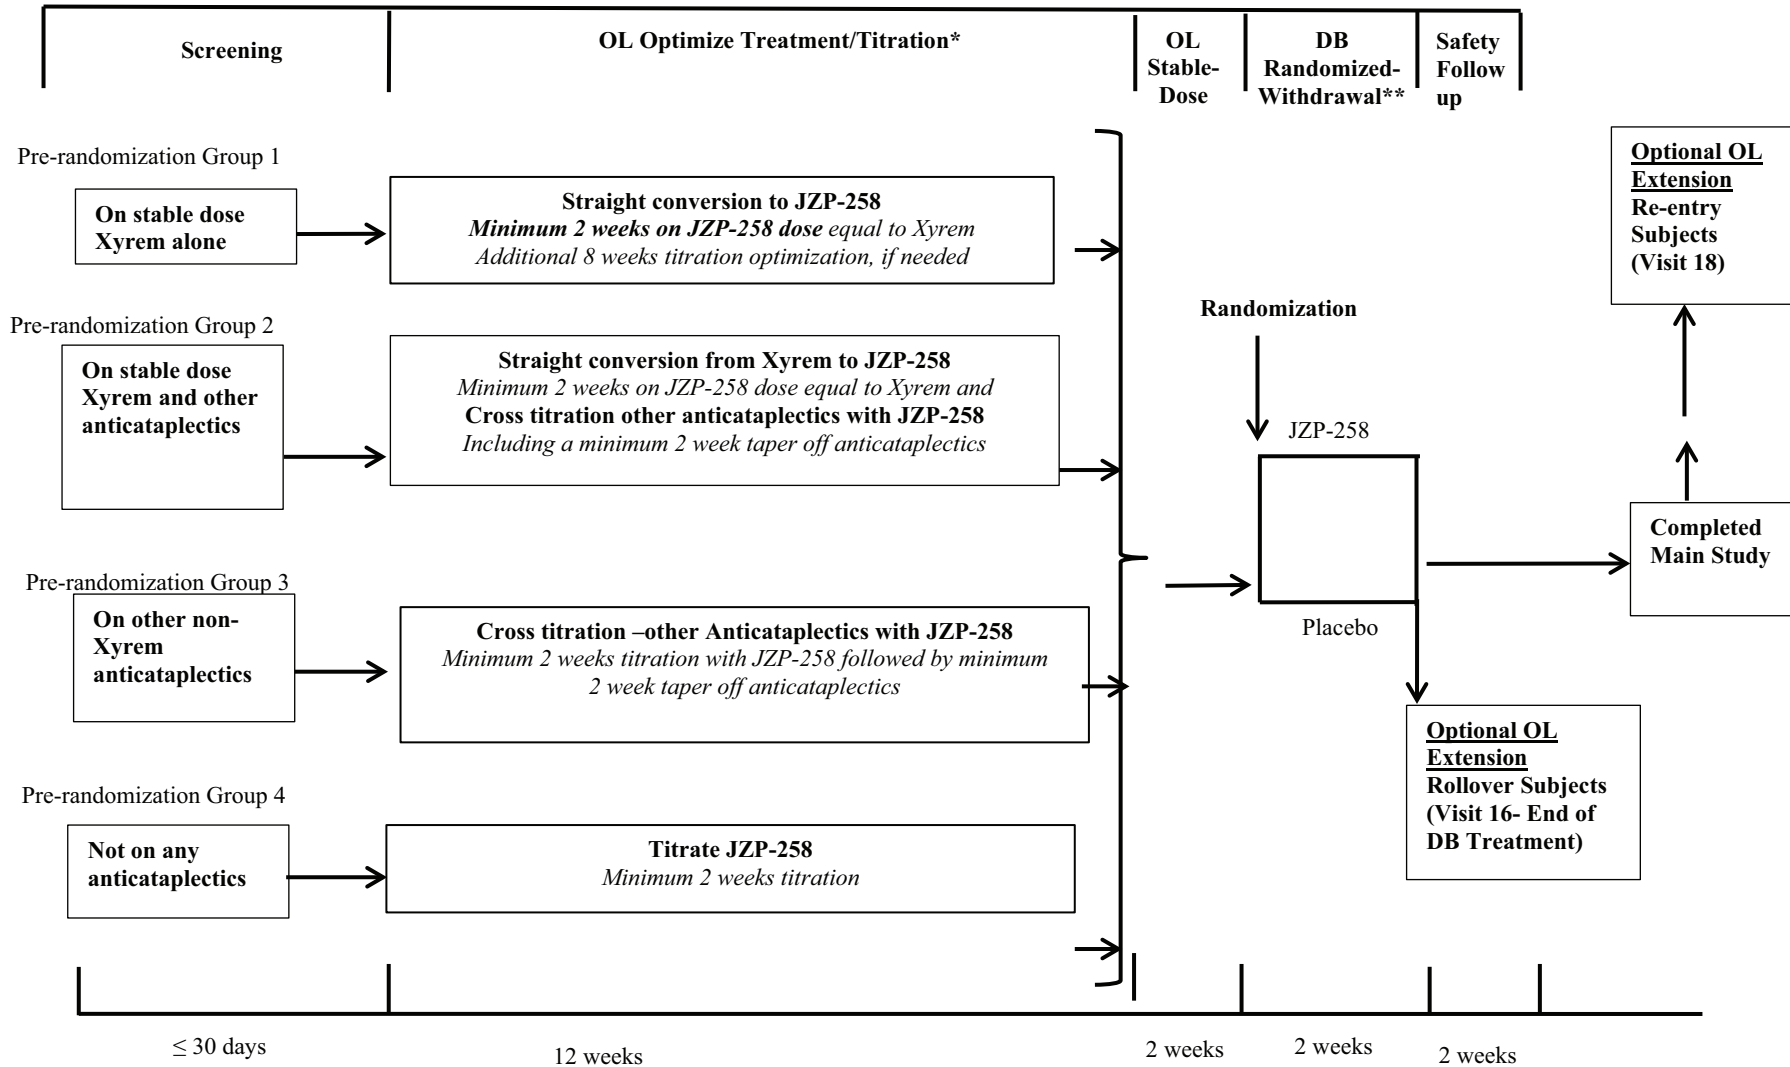 Screening
OL Optimize Treatment/Titration*
OL
Stable-
Dose
DB
Randomized-
Withdrawal**
Safety
Follow
up
Pre-randomization Group 1
On stable dose
Xyrem alone
Straight conversion to JZP-258
Minimum 2 weeks on JZP-258 dose equal to Xyrem
Additional 8 weeks titration optimization, if needed
Optional OL
Extension
Re-entry
Subjects
(Visit 18)
Pre-randomization Group 2
On stable dose
Xyrem and other
anticataplectics
Straight conversion from Xyrem to JZP-258
Minimum 2 weeks on JZP-258 dose equal to Xyrem and
Cross titration other anticataplectics with JZP-258
Including a minimum 2 week taper off anticataplectics
Randomization
JZP-258
Placebo
Completed
Main Study
Pre-randomization Group 3
On other non-
Xyrem
anticataplectics
Cross titration –other Anticataplectics with JZP-258
Minimum 2 weeks titration with JZP-258 followed by minimum
2 week taper off anticataplectics
Optional OL
Extension
Rollover Subjects
(Visit 16- End of
DB Treatment)
Pre-randomization Group 4
Not on any
anticataplectics
Titrate JZP-258
Minimum 2 weeks titration
≤ 30 days
12 weeks
2 weeks
2 weeks
2 weeks